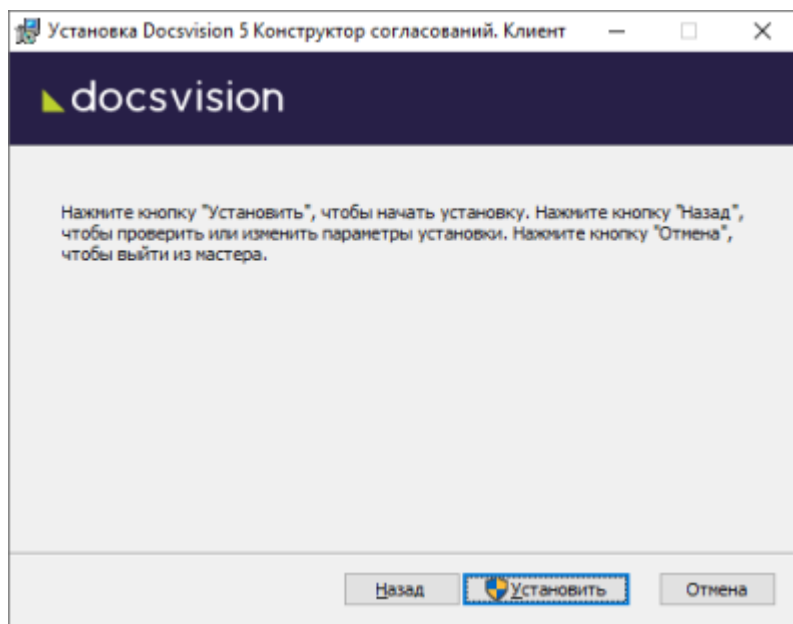 Установка Docsvision 5 Конструктор согласований. Клиент
docsvision
Нажмите кнопку "Установить", чтобы начать установку. Нажмите кнопку "Назад",
чтобы проверить или изменить параметры установки. Нажмите кнопку "Отмена",
чтобы выйти из мастера.
Назад
Установить
Отмена